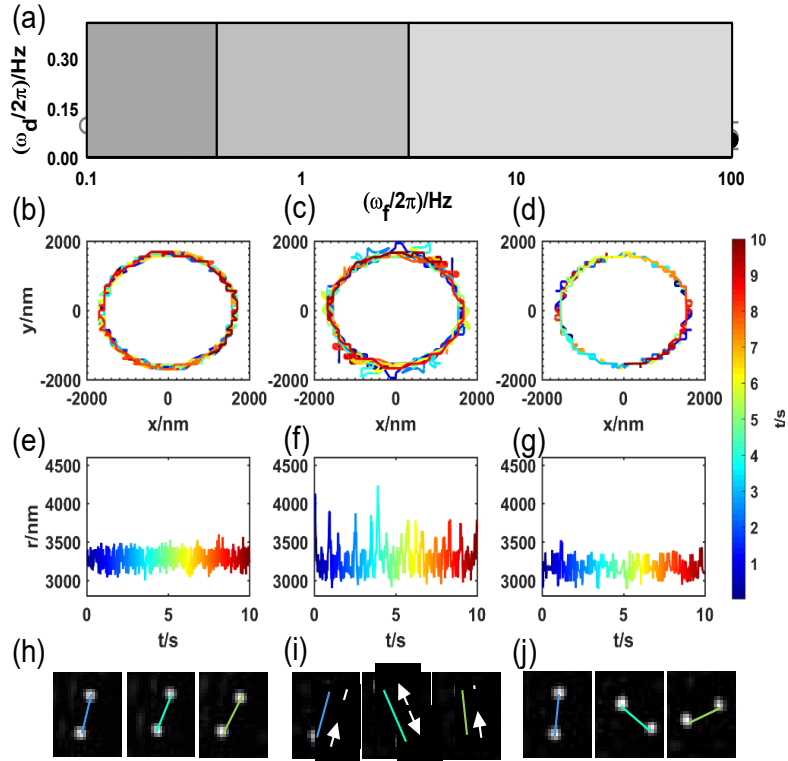 (a)
(ω_d/2π)/Hz
0.30
0.15
0.00
0.1 1 10 100
(ω_f/2π)/Hz
(b) (c) (d)
y/nm
2000
0
-2000
-2000 0 2000
x/nm
2000
0
-2000
-2000 0 2000
x/nm
2000
0
-2000
-2000 0 2000
x/nm
10
9
8
7
6
5
4
3
2
1
t/s
(e) (f) (g)
r/nm
4500
4000
3500
3000
0 5 10
t/s
4500
4000
3500
3000
0 5 10
t/s
4500
4000
3500
3000
0 5 10
t/s
(h) (i) (j)